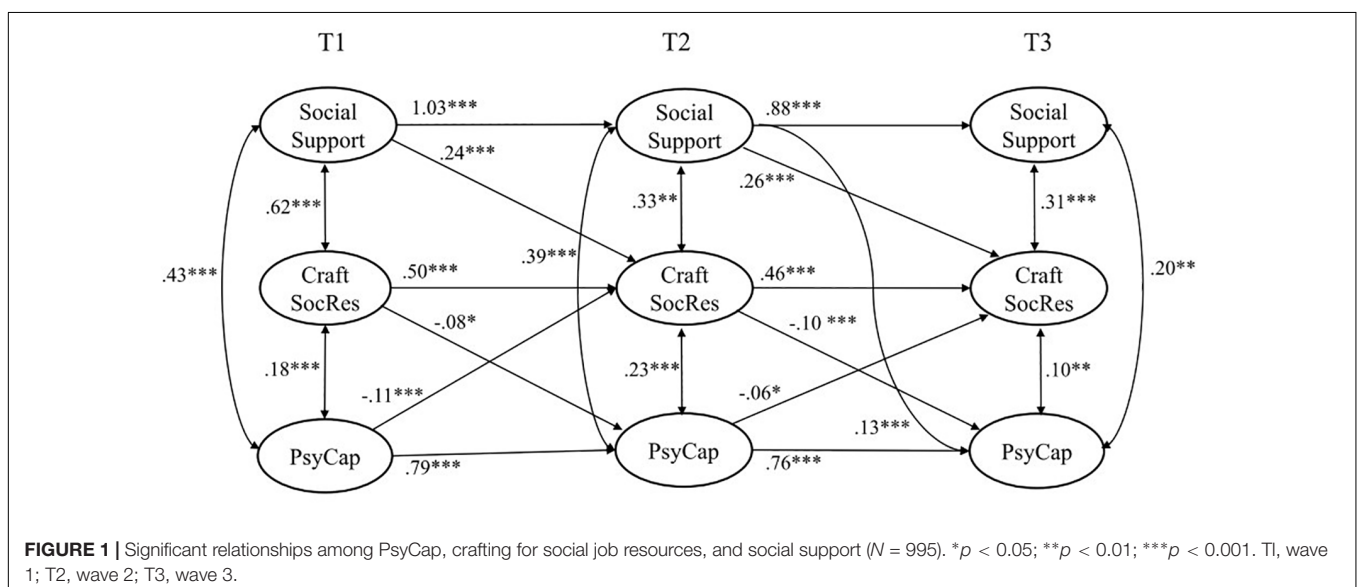 T1 T2 T3
Social
Support
1.03***
Social
Support
.88***
Social
Support
.24***
.26***
.62***
.33**
.31***
.43***
.39***
.20**
Craft
SocRes
.50***
Craft
SocRes
.46***
Craft
SocRes
-.08*
-.10 ***
.18***
.23***
.10**
-.11***
-.06*
.13***
PsyCap
.79***
PsyCap
.76***
PsyCap
FIGURE 1 | Significant relationships among PsyCap, crafting for social job resources, and social support (N = 995). *p < 0.05; **p < 0.01; ***p < 0.001. TI, wave
1; T2, wave 2; T3, wave 3.